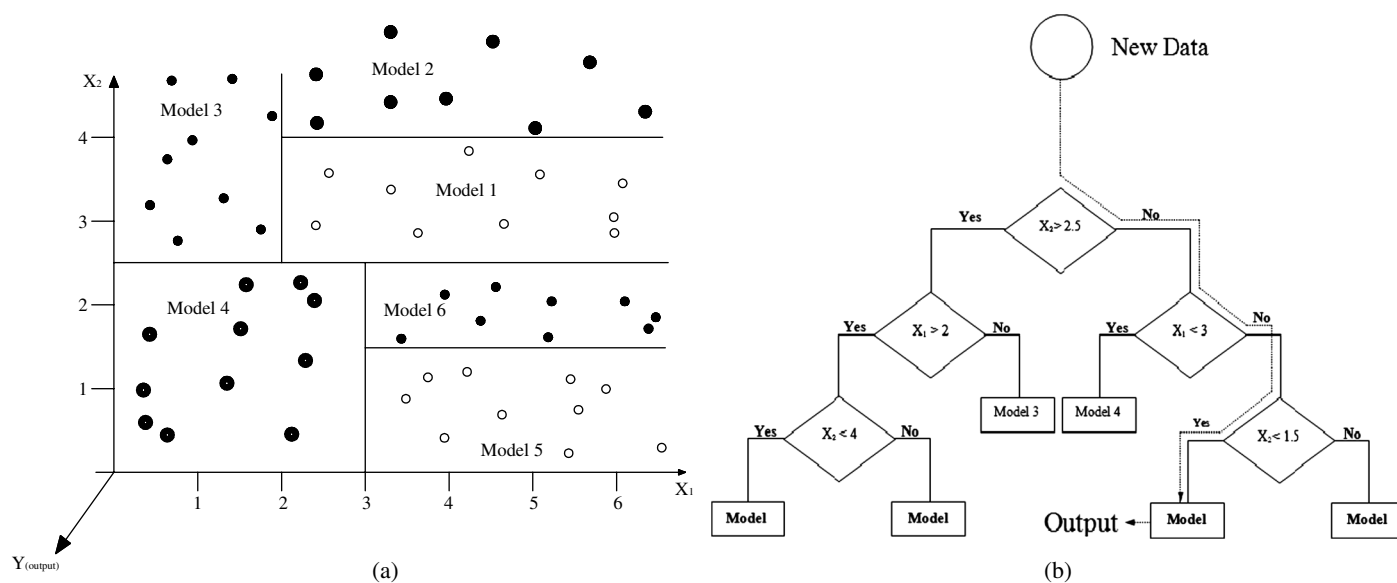 X2
Model 2
Model 3
4
Model 1
3
Model 4
2
Model 6
1
Model 5
1 2 3 4 5 6
X1
Y(output)
(a)
New Data
Yes
X2> 2.5
No
Yes
X1 > 2
No
Yes
X1 < 3
No
Model 3
Model 4
Yes
X2 < 4
No
Yes
X2 < 1.5
No
Model
Model
Output
Model
Model
(b)